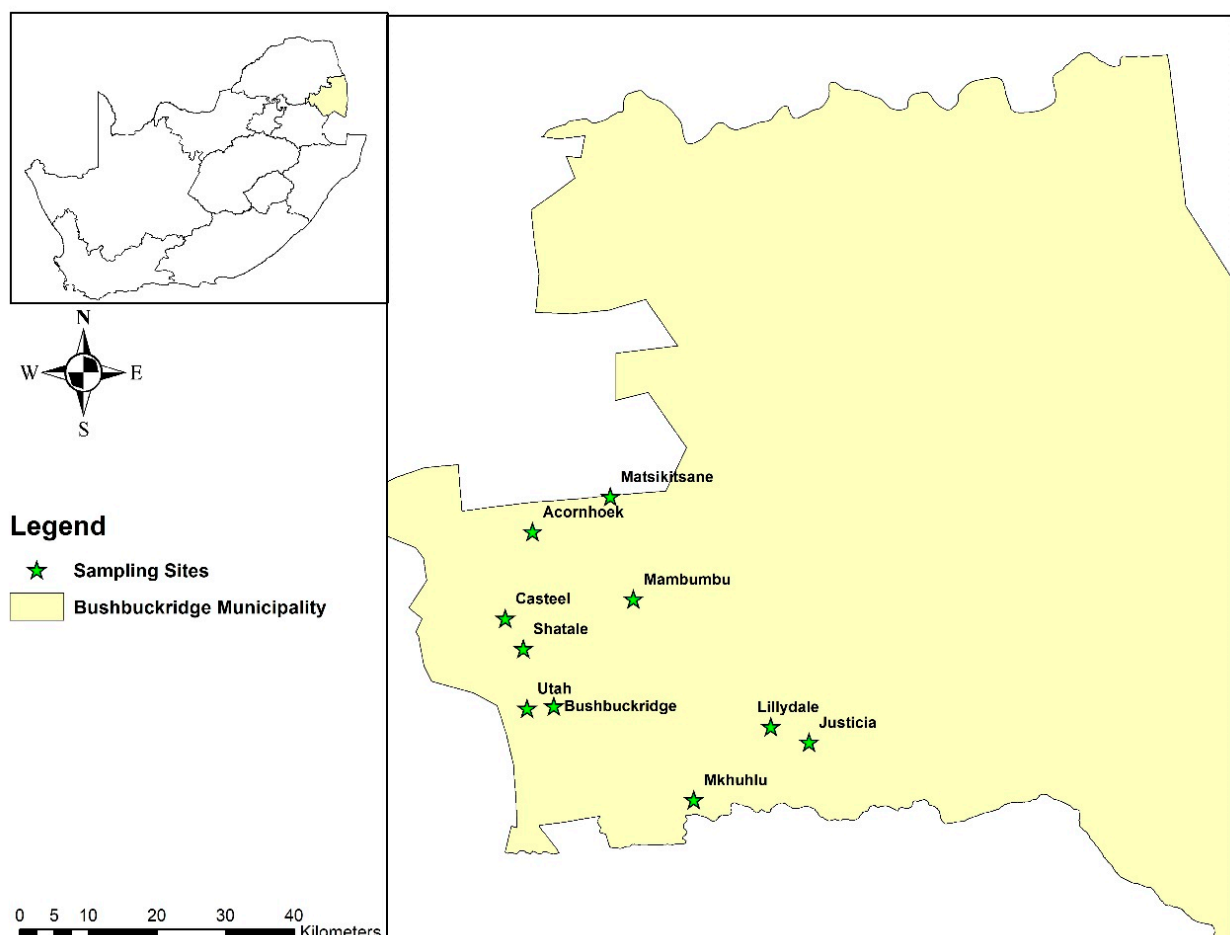 N
W E
S
Legend
Sampling Sites
Bushbuckridge Municipality
0 5 10 20 30 40
Kilometers
Matsikitsane
Acornhoek
Mambumbu
Casteel
Shatale
Utah
Bushbuckridge
Lillydale
Justicia
Mkhuhlu